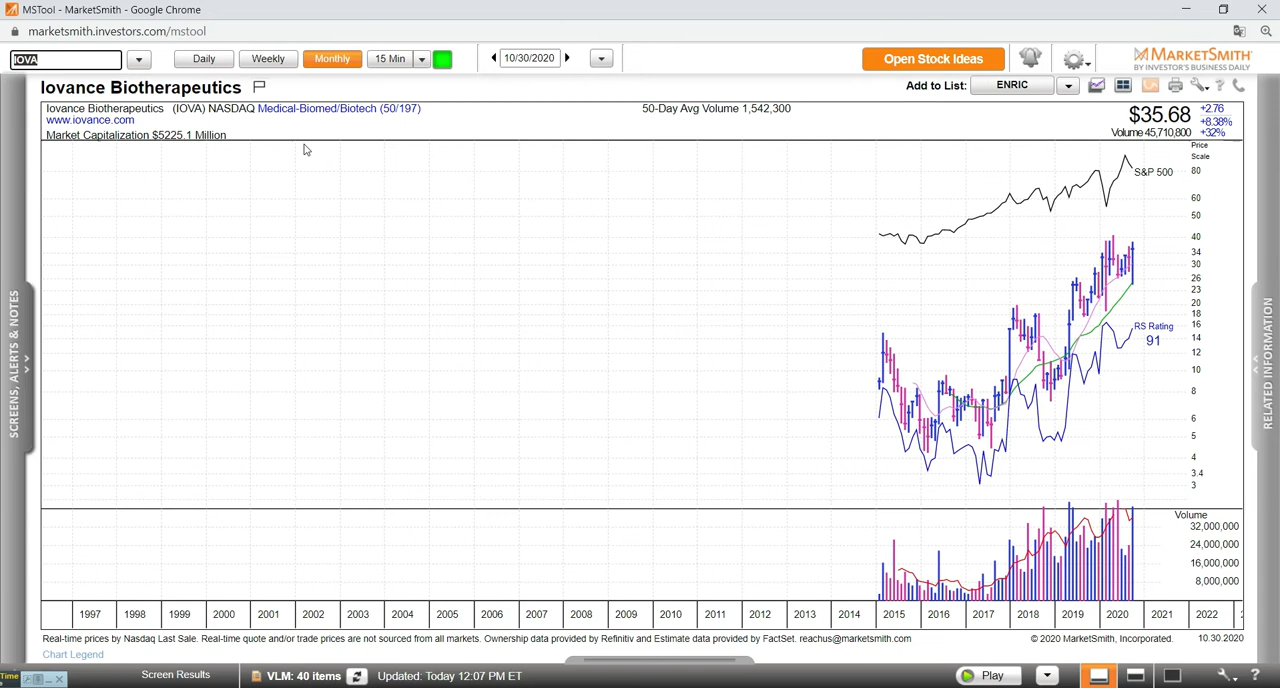 MSTool - MarketSmith - Google Chrome
marketsmith.investors.com/mstool
IOVA
Daily
Weekly
Monthly
15 Min
10/30/2020
Open Stock Ideas
MARKETSMITH
BY INVESTOR'S BUSINESS DAILY
Iovance Biotherapeutics
Add to List:
ENRIC
Iovance Biotherapeutics (IOVA) NASDAQ Medical-Biomed/Biotech (50/197)
50-Day Avg Volume 1,542,300
$35.68
+2.76
www.iovance.com
+8.38%
Market Capitalization $5225.1 Million
Volume 45,710,800
+32%
Price
Scale
S&P 500
80
60
50
40
34
30
26
23
20
18
16
14
12
10
8
6
5
4
3.4
3
RS Rating
91
Volume
32,000,000
24,000,000
16,000,000
8,000,000
1997 1998 1999 2000 2001 2002 2003 2004 2005 2006 2007 2008 2009 2010 2011 2012 2013 2014 2015 2016 2017 2018 2019 2020 2021 2022
Real-time prices by Nasdaq Last Sale. Real-time quote and/or trade prices are not sourced from all markets. Ownership data provided by Refinitiv and Estimate data provided by FactSet. reachus@marketsmith.com
© 2020 MarketSmith, Incorporated.
10.30.2020
Chart Legend
SCREENS, ALERTS & NOTES
RELATED INFORMATION
Time
Screen Results
VLM: 40 items
Updated: Today 12:07 PM ET
Play